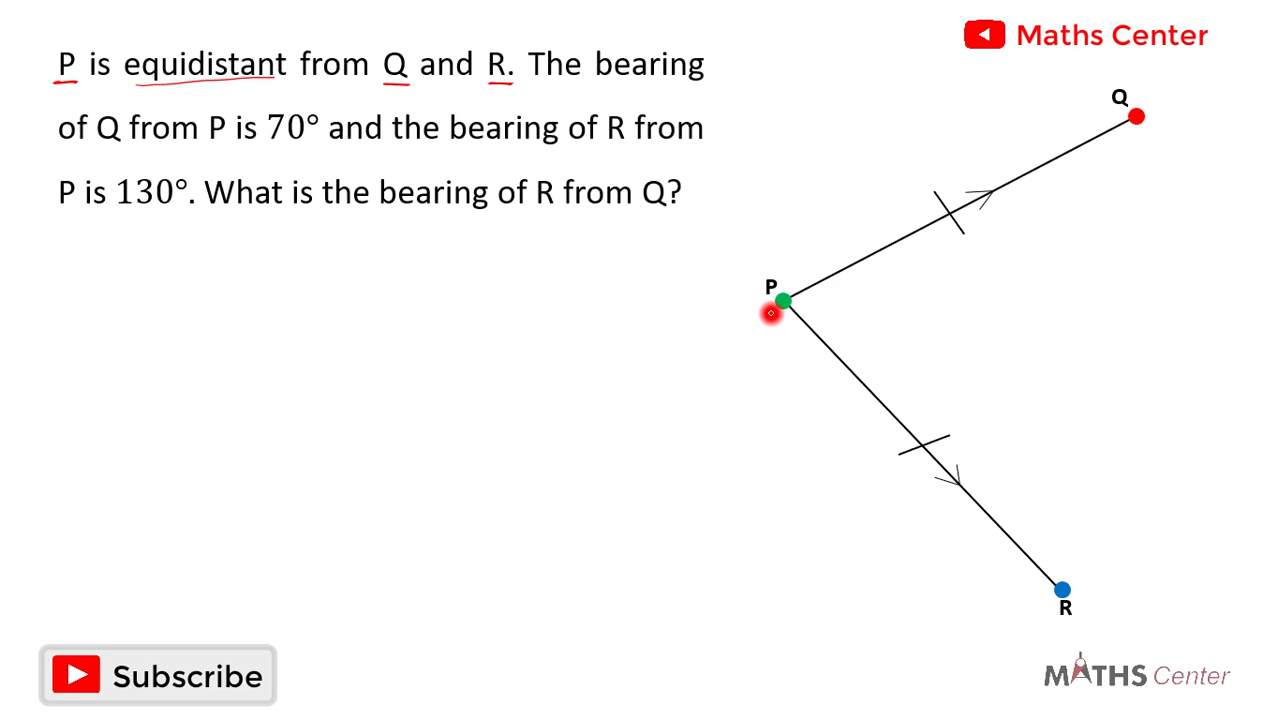 P is equidistant from Q and R. The bearing
of Q from P is 70° and the bearing of R from
P is 130°. What is the bearing of R from Q?
Maths Center
Q
P
R
Subscribe
MATHS Center